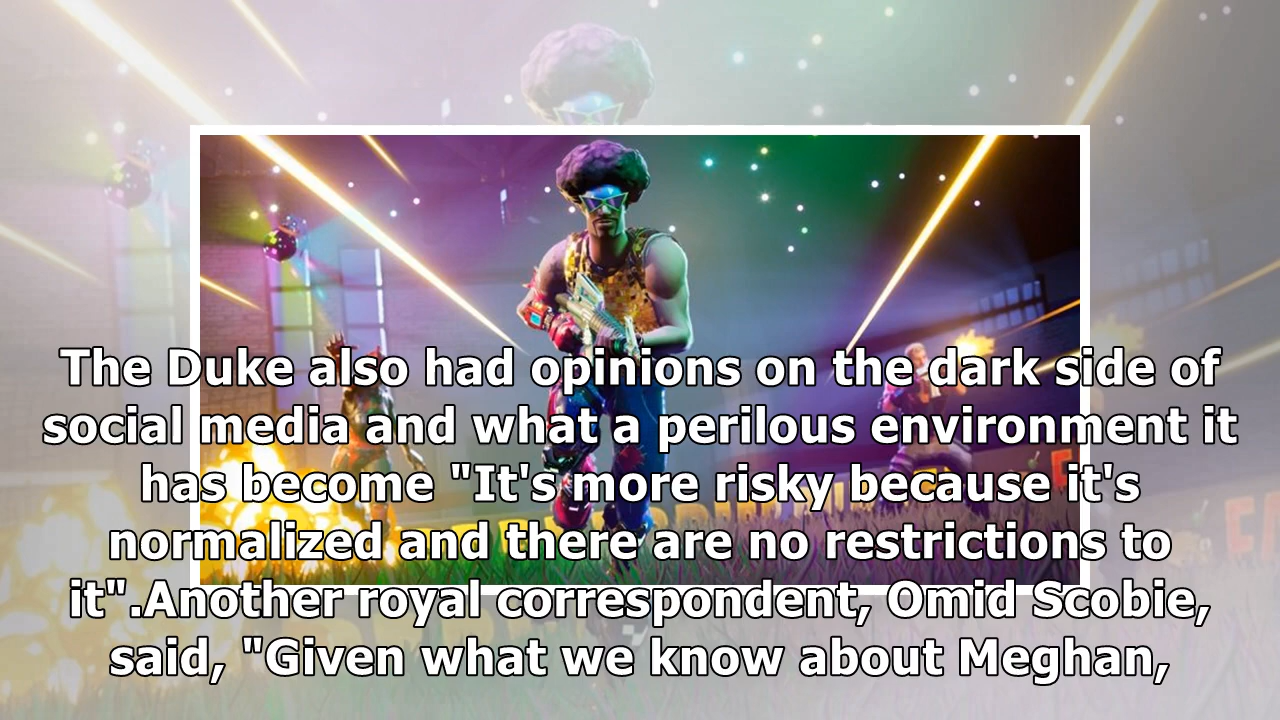 The Duke also had opinions on the dark side of
social media and what a perilous environment it
has become "It's more risky because it's
normalized and there are no restrictions to
it".Another royal correspondent, Omid Scobie,
said, "Given what we know about Meghan,